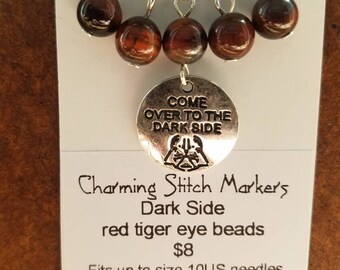 COME
OVER TO THE
DARK SIDE
Charming Stitch Markers
Dark Side
red tiger eye beads
$8
Fits up to size 10US needles